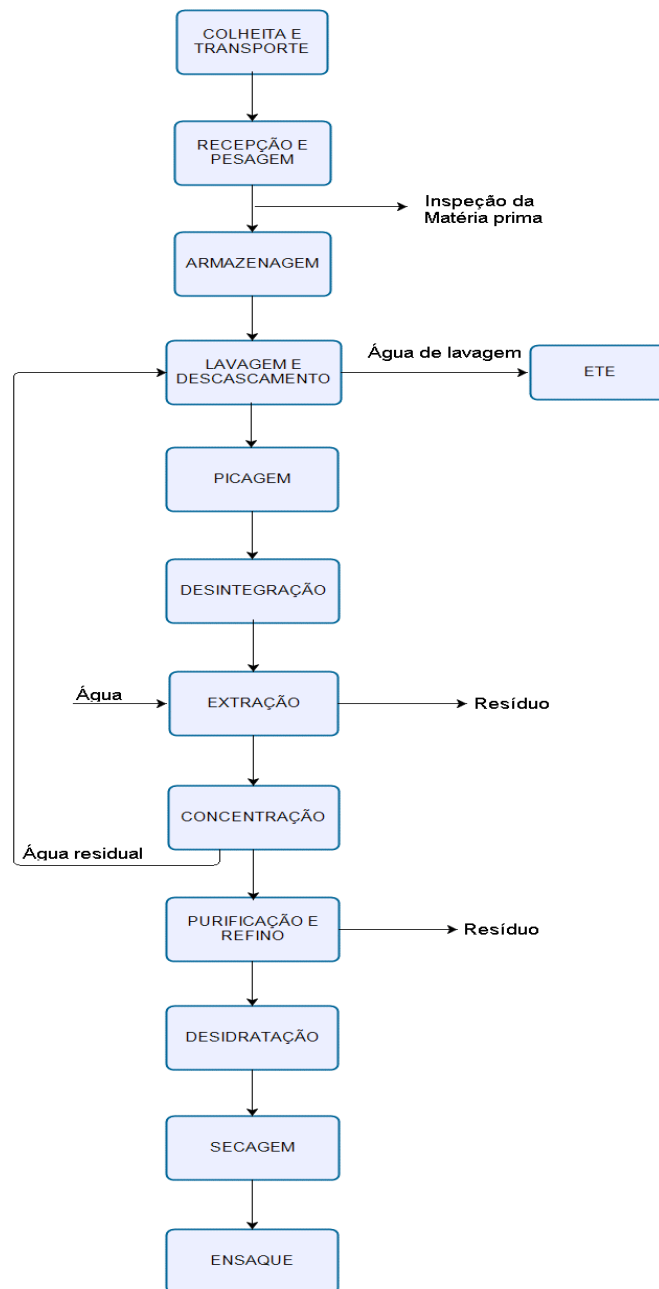 COLHEITA E
TRANSPORTE
RECEPÇÃO E
PESAGEM
Inspeção da
Matéria prima
ARMAZENAGEM
LAVAGEM E
DESCASCAMENTO
Água de lavagem
ETE
PICAGEM
DESINTEGRAÇÃO
Água
EXTRAÇÃO
Resíduo
CONCENTRAÇÃO
Água residual
PURIFICAÇÃO E
REFINO
Resíduo
DESIDRATAÇÃO
SECAGEM
ENSAQUE